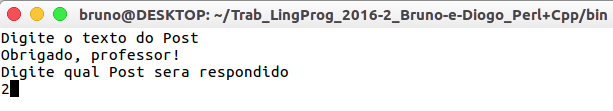 bruno@DESKTOP: ~/Trab_LingProg_2016-2_Bruno-e-Diogo_Perl+Cpp/bin
Digite o texto do Post
Obrigado, professor!
Digite qual Post sera respondido
2